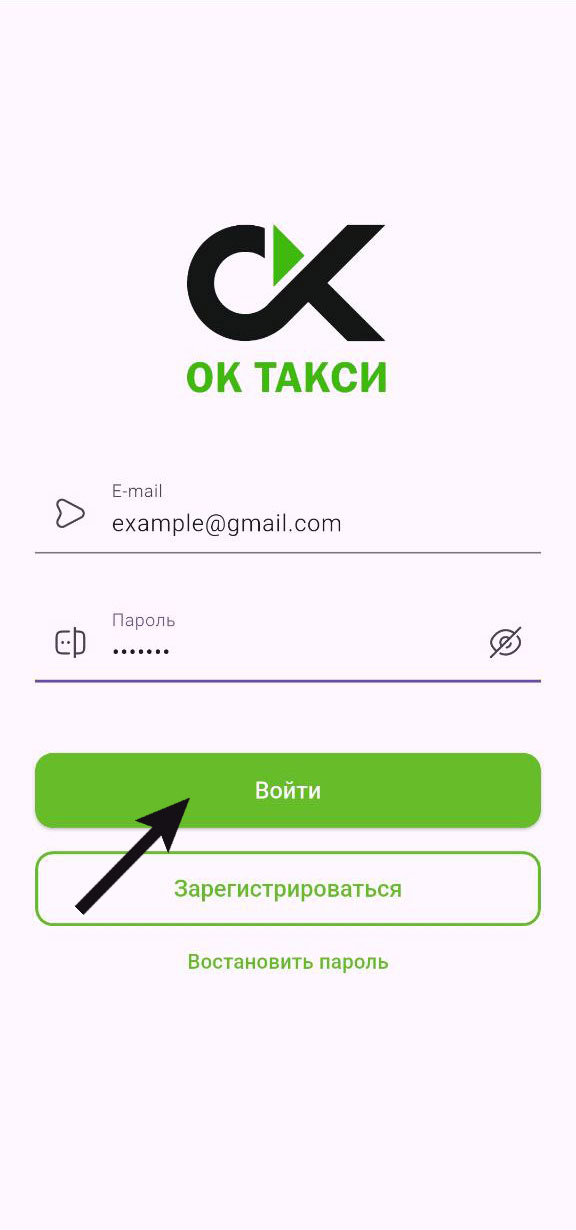 ОК ТАКСИ
E-mail
example@gmail.com
Пароль
•••••••
Войти
Зарегистрироваться
Востановить пароль